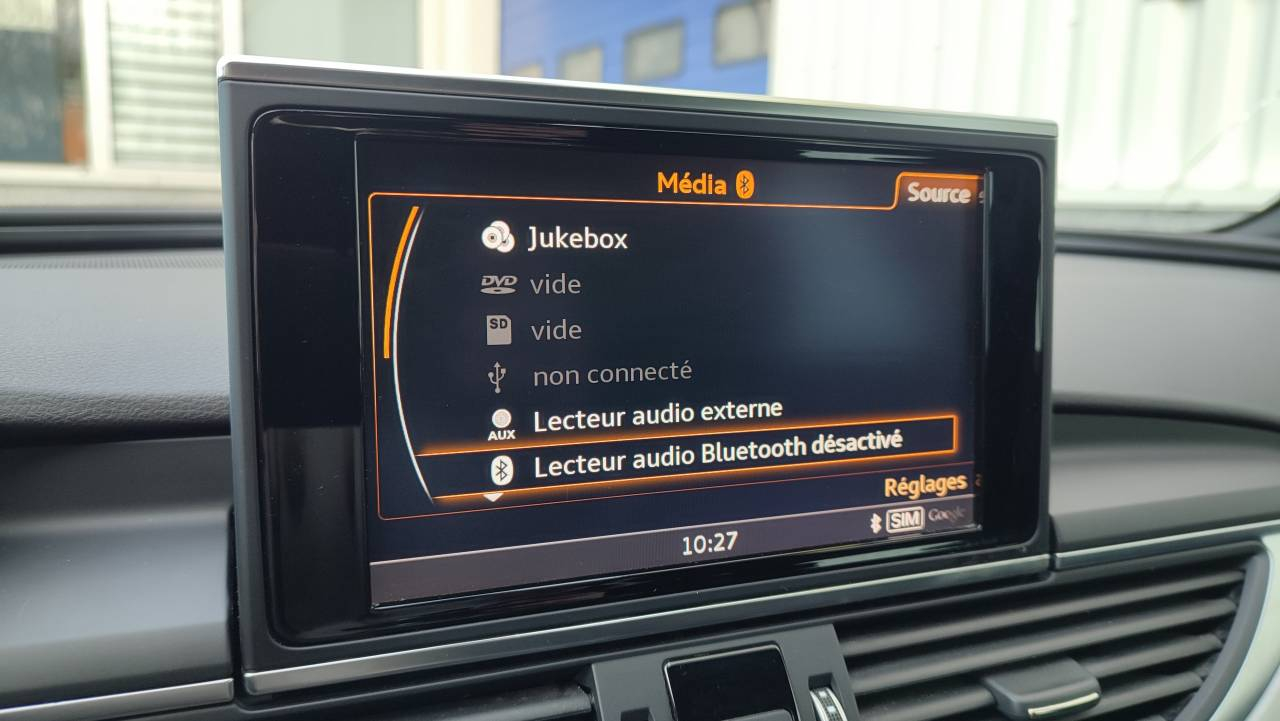 Média
Source
Jukebox
DVD vide
SD vide
non connecté
AUX Lecteur audio externe
Lecteur audio Bluetooth désactivé
Réglages
10:27
SIM Google